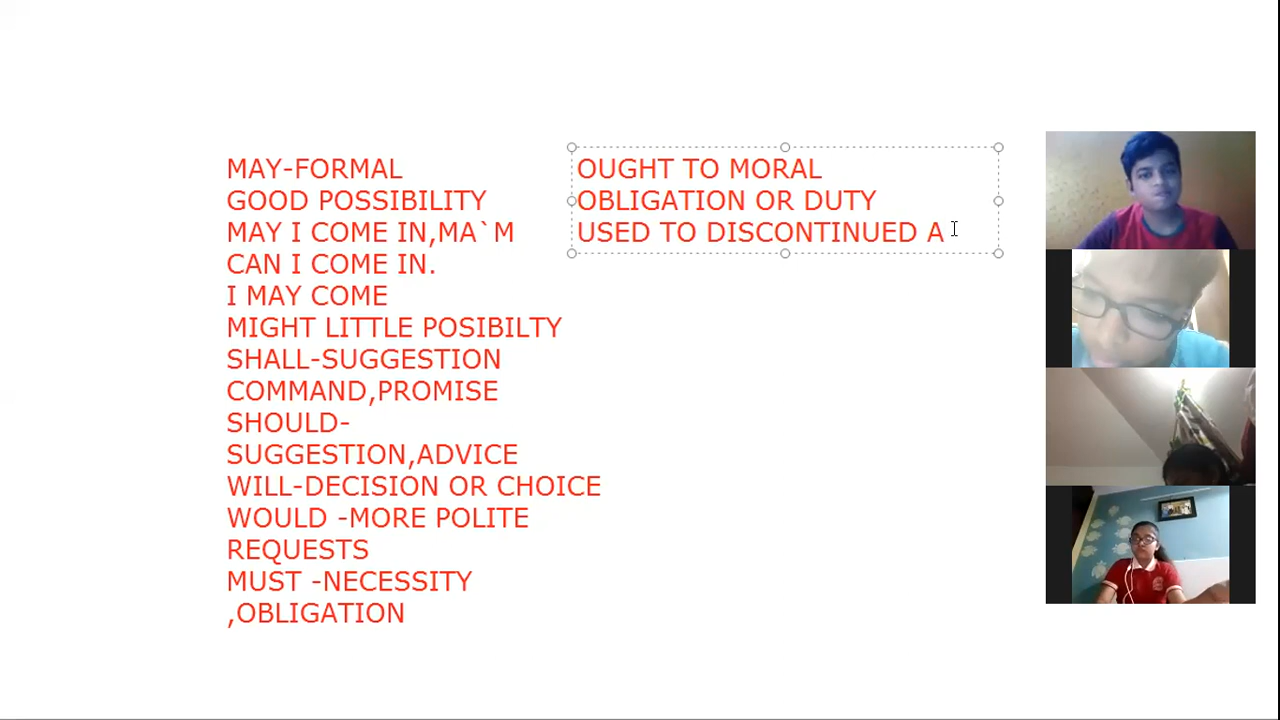 MAY-FORMAL
GOOD POSSIBILITY
MAY I COME IN,MA`M
CAN I COME IN.
I MAY COME
MIGHT LITTLE POSIBILTY
SHALL-SUGGESTION
COMMAND,PROMISE
SHOULD-
SUGGESTION,ADVICE
WILL-DECISION OR CHOICE
WOULD -MORE POLITE
REQUESTS
MUST -NECESSITY
,OBLIGATION
OUGHT TO MORAL
OBLIGATION OR DUTY
USED TO DISCONTINUED A